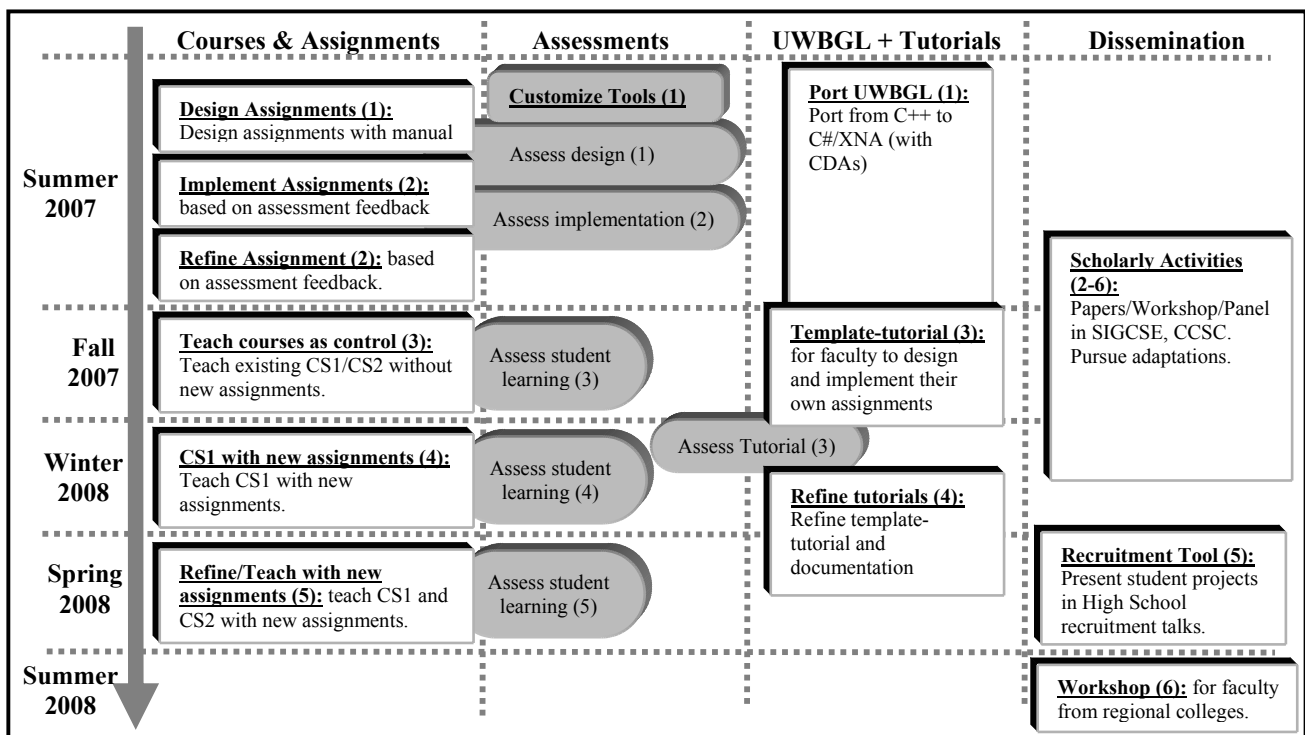 Courses & Assignments
Assessments
UWBGL + Tutorials
Dissemination
Summer
2007
Design Assignments (1):
Design assignments with manual
Implement Assignments (2):
based on assessment feedback
Refine Assignment (2): based
on assessment feedback.
Customize Tools (1)
Assess design (1)
Assess implementation (2)
Port UWBGL (1):
Port from C++ to
C#/XNA (with
CDAs)
Scholarly Activities
(2-6):
Papers/Workshop/Panel
in SIGCSE, CCSC.
Pursue adaptations.
Fall
2007
Teach courses as control (3):
Teach existing CS1/CS2 without
new assignments.
Assess student
learning (3)
Template-tutorial (3):
for faculty to design
and implement their
own assignments
Winter
2008
CS1 with new assignments (4):
Teach CS1 with new
assignments.
Assess student
learning (4)
Assess Tutorial (3)
Refine tutorials (4):
Refine template-
tutorial and
documentation
Spring
2008
Refine/Teach with new
assignments (5): teach CS1 and
CS2 with new assignments.
Assess student
learning (5)
Recruitment Tool (5):
Present student projects
in High School
recruitment talks.
Summer
2008
Workshop (6): for faculty
from regional colleges.